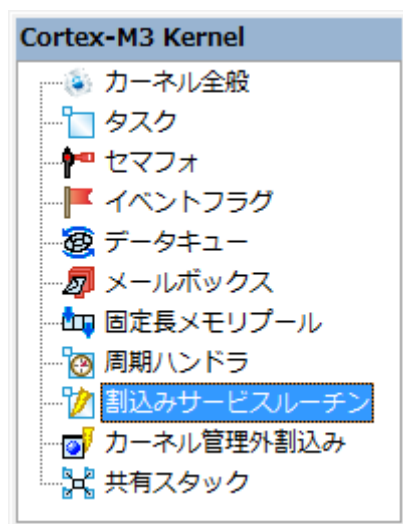 Cortex-M3 Kernel
カーネル全般
タスク
セマフォ
イベントフラグ
データキュー
メールボックス
固定長メモリプール
周期ハンドラ
割込みサービスルーチン
カーネル管理外割込み
共有スタック